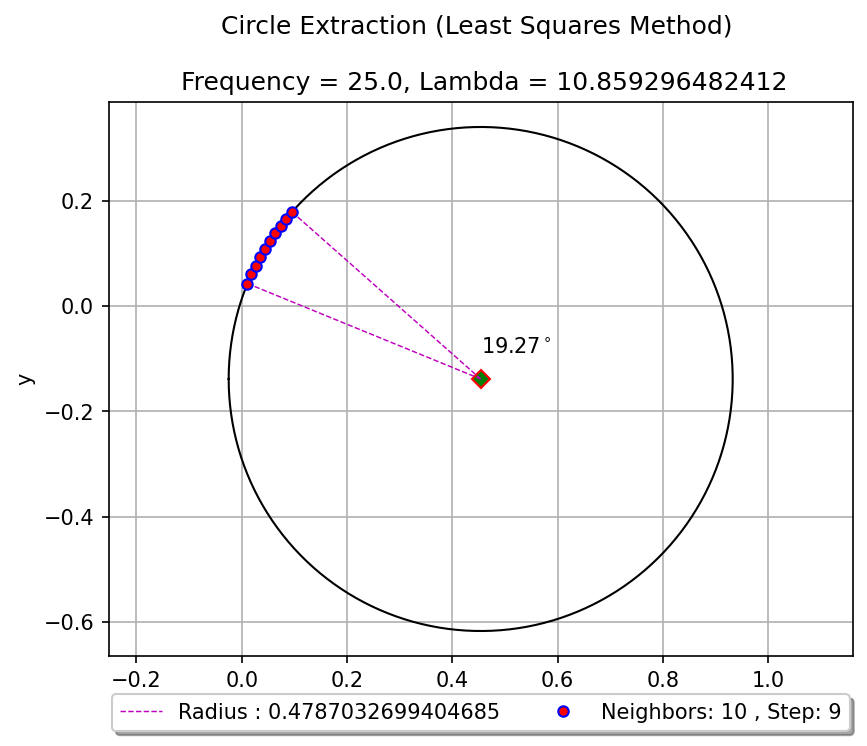 Circle Extraction (Least Squares Method)
Frequency = 25.0, Lambda = 10.859296482412
0.2
0.0
−0.2
−0.4
−0.6
y
19.27°
−0.2 0.0 0.2 0.4 0.6 0.8 1.0
Radius : 0.4787032699404685 Neighbors: 10 , Step: 9